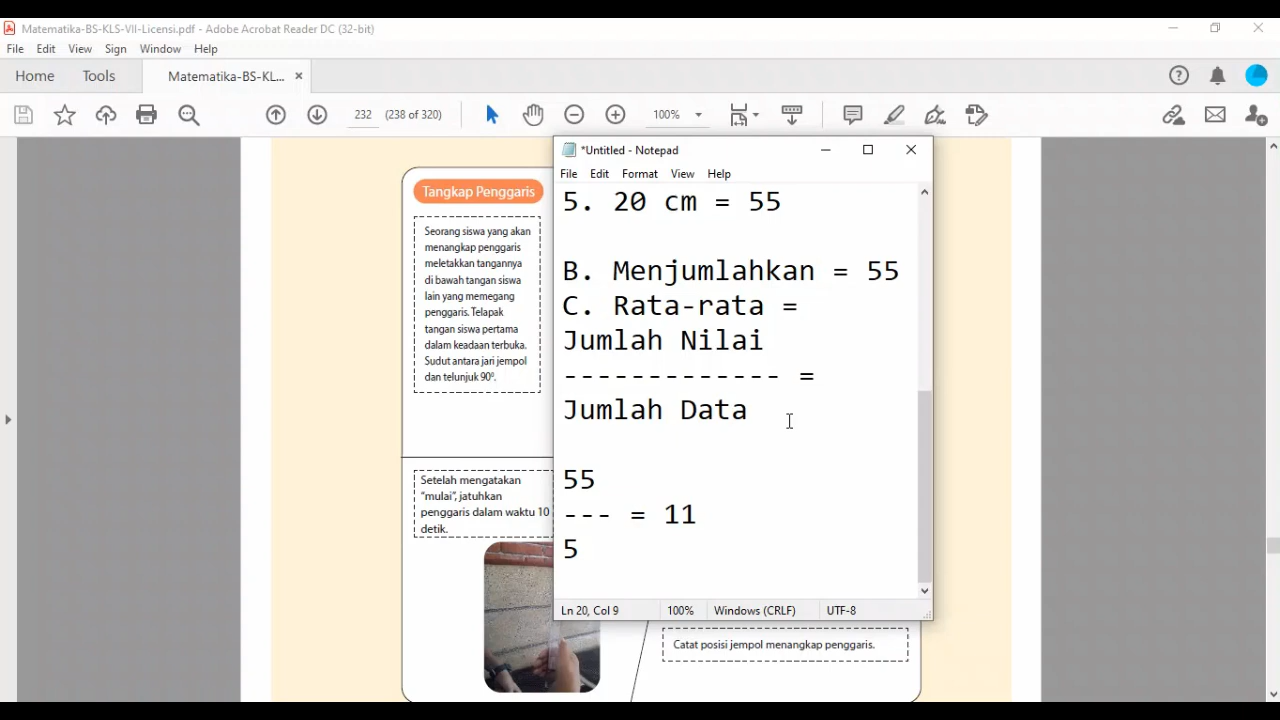 Matematika-BS-KLS-VII-Licensi.pdf - Adobe Acrobat Reader DC (32-bit)
File Edit View Sign Window Help
Home Tools Matematika-BS-KL... ×
232 (238 of 320) 100%
*Untitled - Notepad
File Edit Format View Help
5. 20 cm = 55
B. Menjumlahkan = 55
C. Rata-rata =
Jumlah Nilai
------------- =
Jumlah Data
55
--- = 11
5
Ln 20, Col 9 100% Windows (CRLF) UTF-8
Tangkap Penggaris
Seorang siswa yang akan
menangkap penggaris
meletakkan tangannya
di bawah tangan siswa
lain yang memegang
penggaris. Telapak
tangan siswa pertama
dalam keadaan terbuka.
Sudut antara jari jempol
dan telunjuk 90⁰.
Setelah mengatakan
“mulai”, jatuhkan
penggaris dalam waktu 10
detik.
Catat posisi jempol menangkap penggaris.